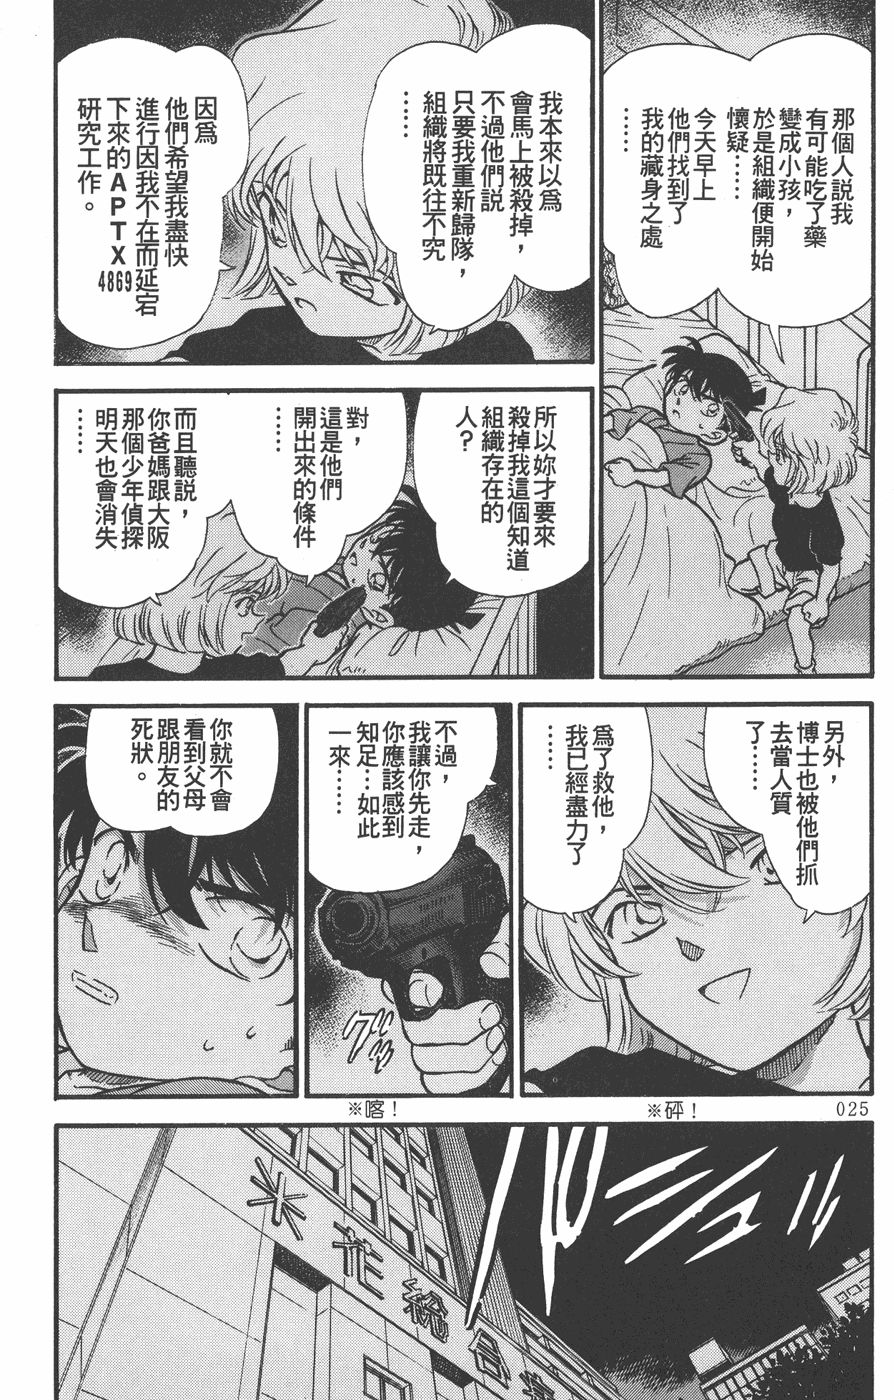 那個人說我
有可能吃了藥
變成小孩，
於是組織便開始
懷疑……
今天早上
他們找到了
我的藏身之處
……
我本來以為
會馬上被殺掉，
不過他們說
只要我重新歸隊，
組織將既往不究
……
因為
他們希望我盡快
進行因我不在而延宕
下來的APTX
4869
研究工作。
所以妳才要來
殺掉我這個知道
組織存在的
人？
對，
這是他們
開出來的條件
……
而且聽說，
你爸媽跟大阪
那個少年偵探
明天也會消失
……
另外，
博士也被他們抓
去當人質
了……
為了救他，
我已經盡力了
……
不過，
我讓你先走，
你應該感到
知足…如此
一來……
你就不會
看到父母
跟朋友的
死狀。
グッ
※喀！
※砰！
025
米花綜合